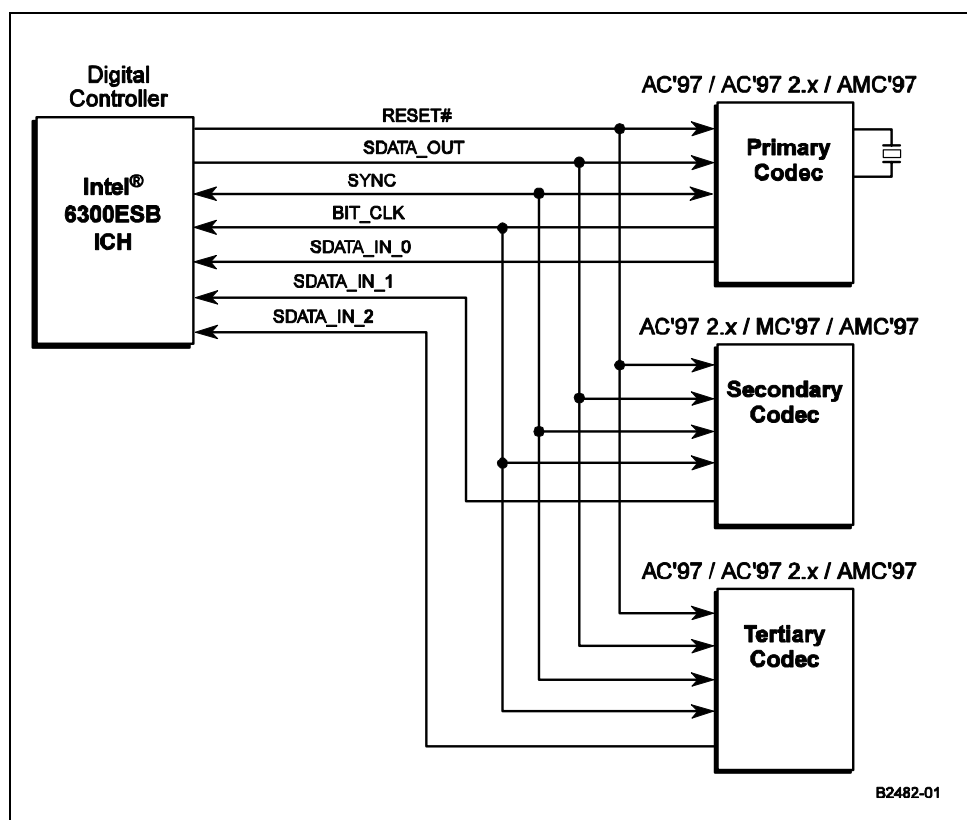 Digital
Controller
Intel®
6300ESB
ICH
RESET#
SDATA_OUT
SYNC
BIT_CLK
SDATA_IN_0
SDATA_IN_1
SDATA_IN_2
AC'97 / AC'97 2.x / AMC'97
Primary
Codec
AC'97 2.x / MC'97 / AMC'97
Secondary
Codec
AC'97 / AC'97 2.x / AMC'97
Tertiary
Codec
B2482-01